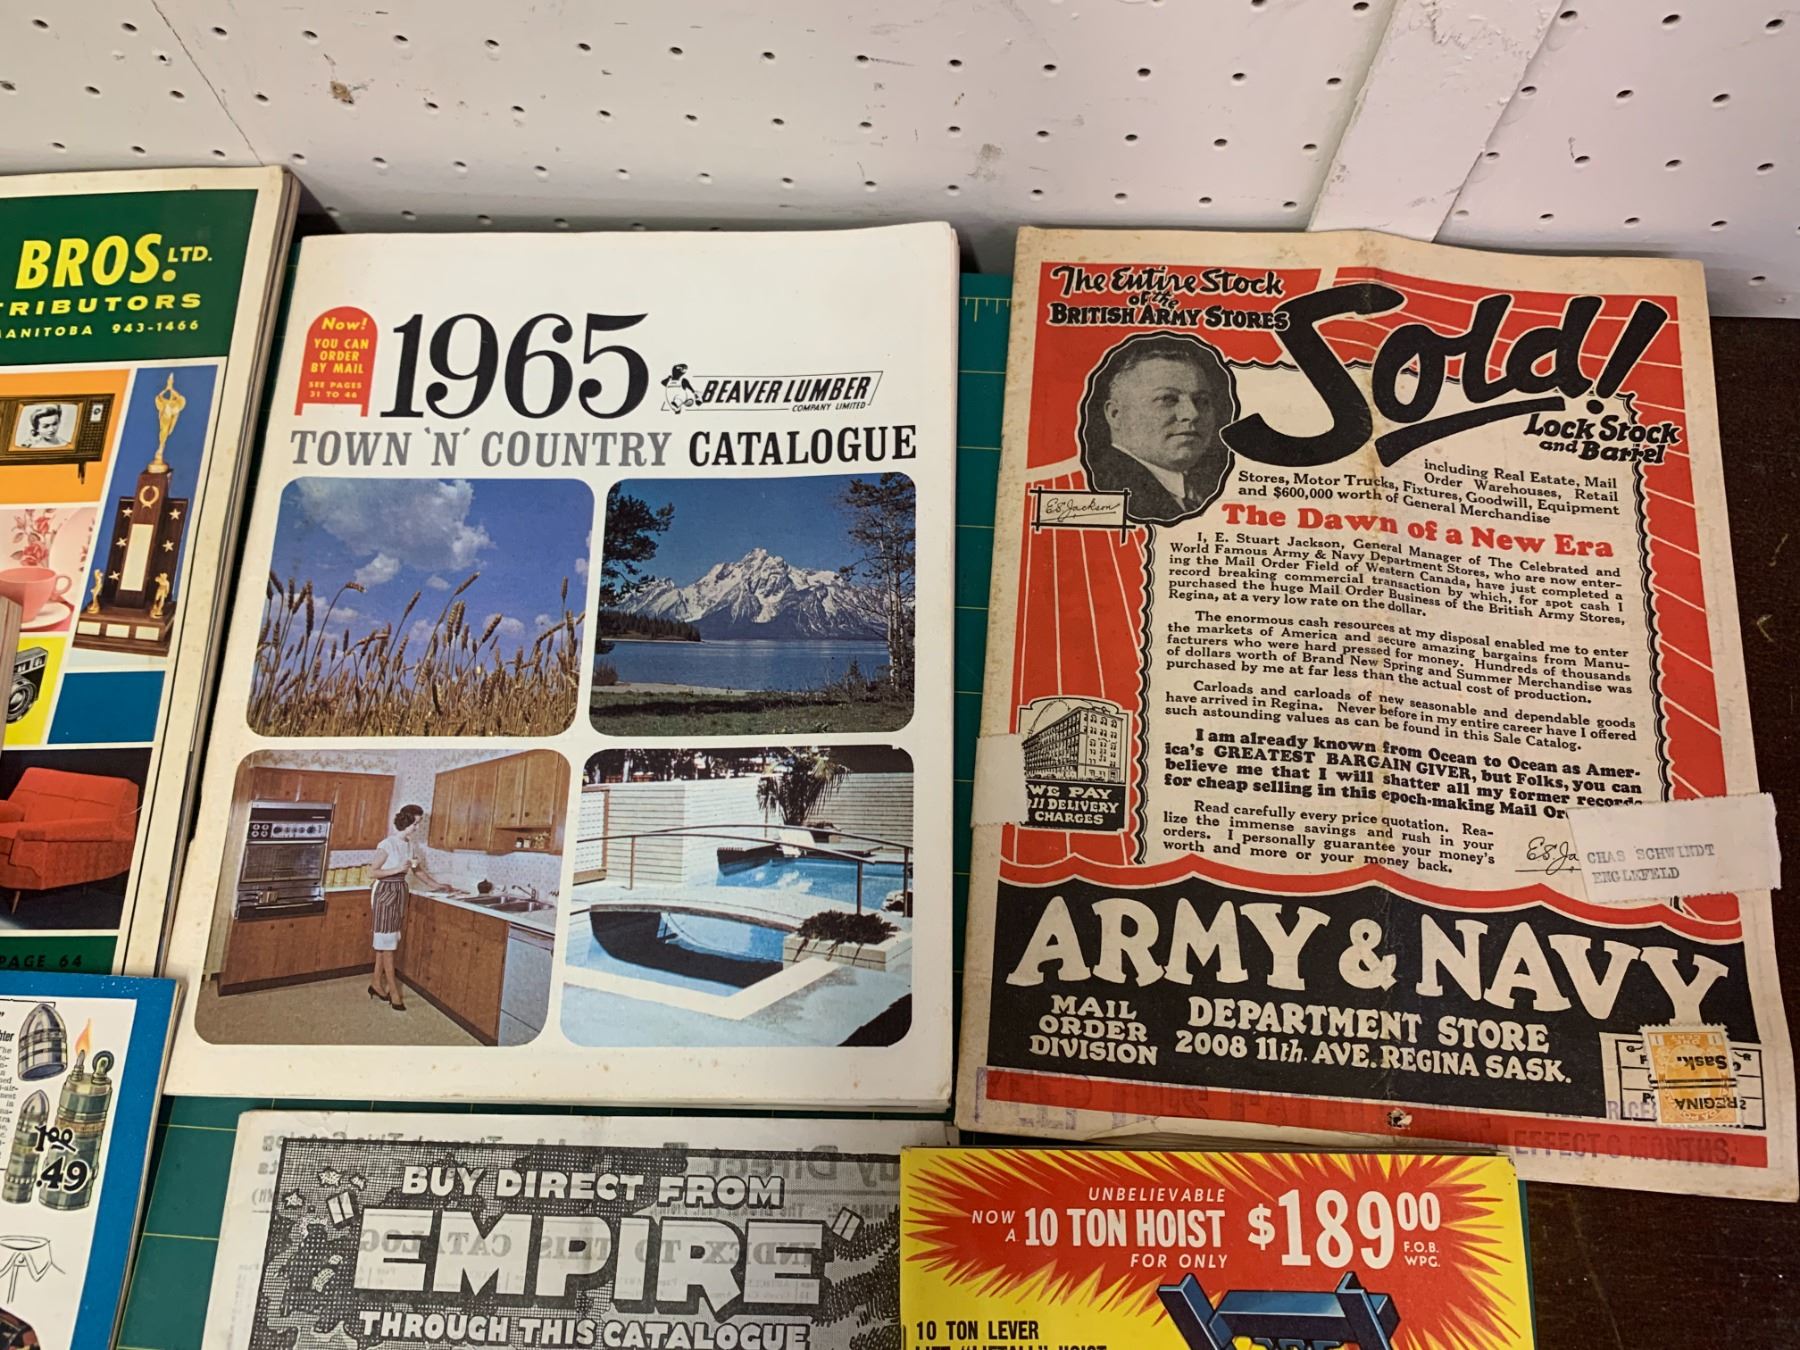 BROS. LTD.
TRIBUTORS
MANITOBA 943-1466
PAGE 64
1.00
.49
Now!
YOU CAN
ORDER
BY MAIL
SEE PAGES
31 TO 46
1965
BEAVER LUMBER
COMPANY LIMITED
TOWN 'N' COUNTRY CATALOGUE
The Entire Stock
of the
BRITISH ARMY STORES
Sold!
Lock Stock
and Barrel
including Real Estate, Mail
Order Warehouses, Retail
Stores, Motor Trucks, Fixtures, Goodwill, Equipment
and $600,000 worth of General Merchandise
E S Jackson
The Dawn of a New Era
I, E. Stuart Jackson, General Manager of The Celebrated and
World Famous Army & Navy Department Stores, who are now enter-
ing the Mail Order Field of Western Canada, have just completed a
record breaking commercial transaction by which, for spot cash I
purchased the huge Mail Order Business of the British Army Stores,
Regina, at a very low rate on the dollar.
The enormous cash resources at my disposal enabled me to enter
the markets of America and secure amazing bargains from Manu-
facturers who were hard pressed for money. Hundreds of thousands
of dollars worth of Brand New Spring and Summer Merchandise was
purchased by me at far less than the actual cost of production.
Carloads and carloads of new seasonable and dependable goods
have arrived in Regina. Never before in my entire career have I offered
such astounding values as can be found in this Sale Catalog.
I am already known from Ocean to Ocean as Amer-
ica's GREATEST BARGAIN GIVER, but Folks, you can
believe me that I will shatter all my former records
for cheap selling in this epoch-making Mail Or
Read carefully every price quotation. Rea-
lize the immense savings and rush in your
orders. I personally guarantee your money's
worth and more or your money back.
E S Ja
CHAS SCHWINDT
ENGLEFELD
WE PAY
all DELIVERY
CHARGES
ARMY & NAVY
MAIL
ORDER
DIVISION
DEPARTMENT STORE
2008 11th. AVE. REGINA SASK.
Sask.
REGINA
EFFECT 6 MONTHS.
BUY DIRECT FROM
EMPIRE
THROUGH THIS CATALOGUE
INDEX TO THIS CATALOG
UNBELIEVABLE
NOW A 10 TON HOIST $189.00
FOR ONLY
F.O.B.
WPG.
10 TON LEVER